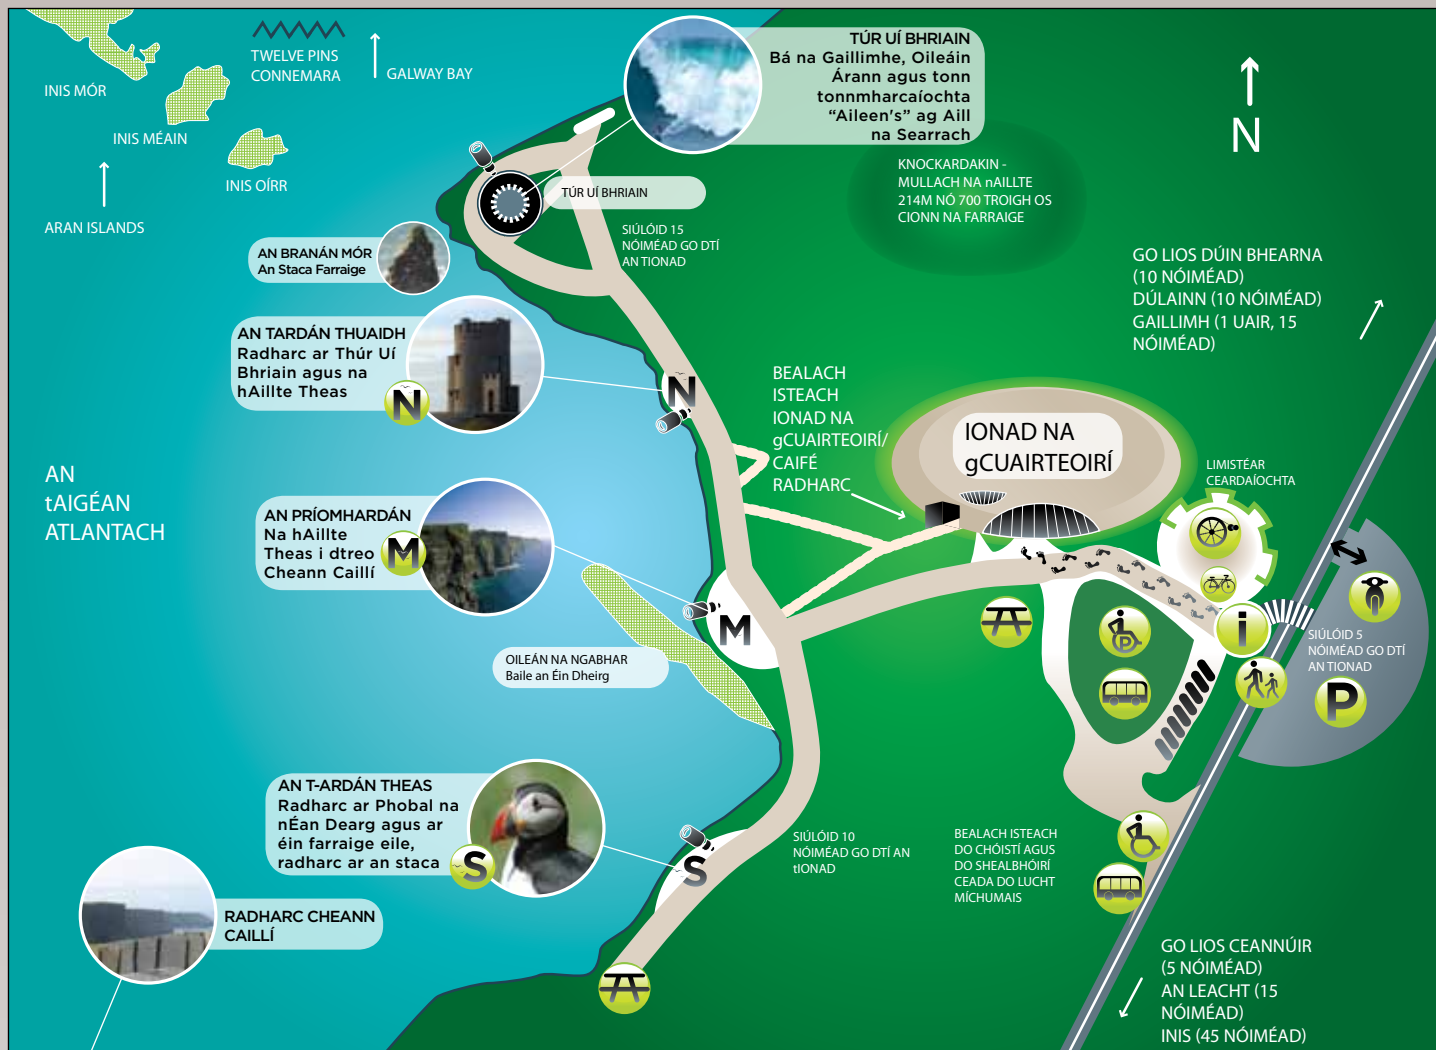 INIS MÓR
TWELVE PINS
CONNEMARA
GALWAY BAY
INIS MÉAIN
INIS OÍRR
ARAN ISLANDS
TÚR UÍ BHRIAIN
Bá na Gaillimhe, Oileáin
Árann agus tonn
tonnmharcaíochta
“Aileen's” ag Aill
na Searrach
N
KNOCKARDAKIN -
MULLACH NA nAILLTE
214M NÓ 700 TROIGH OS
CIONN NA FARRAIGE
TÚR UÍ BHRIAIN
SIÚLÓID 15
NÓIMÉAD GO DTÍ
AN TIONAD
AN BRANÁN MÓR
An Staca Farraige
GO LIOS DÚIN BHEARNA
(10 NÓIMÉAD)
DÚLAINN (10 NÓIMÉAD)
GAILLIMH (1 UAIR, 15
NÓIMÉAD)
AN TARDÁN THUAIDH
Radharc ar Thúr Uí
Bhriain agus na
hAillte Theas
N
N
BEALACH
ISTEACH
IONAD NA
gCUAIRTEOIRÍ/
CAIFÉ
RADHARC
IONAD NA
gCUAIRTEOIRÍ
LIMISTÉAR
CEARDAÍOCHTA
AN
tAIGÉAN
ATLANTACH
AN PRÍOMHARDÁN
Na hAillte
Theas i dtreo
Cheann Caillí
M
M
OILEÁN NA NGABHAR
Baile an Éin Dheirg
P
i
SIÚLÓID 5
NÓIMÉAD GO DTÍ
AN TIONAD
P
AN T-ARDÁN THEAS
Radharc ar Phobal na
nÉan Dearg agus ar
éin farraige eile,
radharc ar an staca
S
S
SIÚLÓID 10
NÓIMÉAD GO DTÍ AN
tIONAD
BEALACH ISTEACH
DO CHÓISTÍ AGUS
DO SHEALBHÓIRÍ
CEADA DO LUCHT
MÍCHUMAIS
RADHARC CHEANN
CAILLÍ
GO LIOS CEANNÚIR
(5 NÓIMÉAD)
AN LEACHT (15
NÓIMÉAD)
INIS (45 NÓIMÉAD)